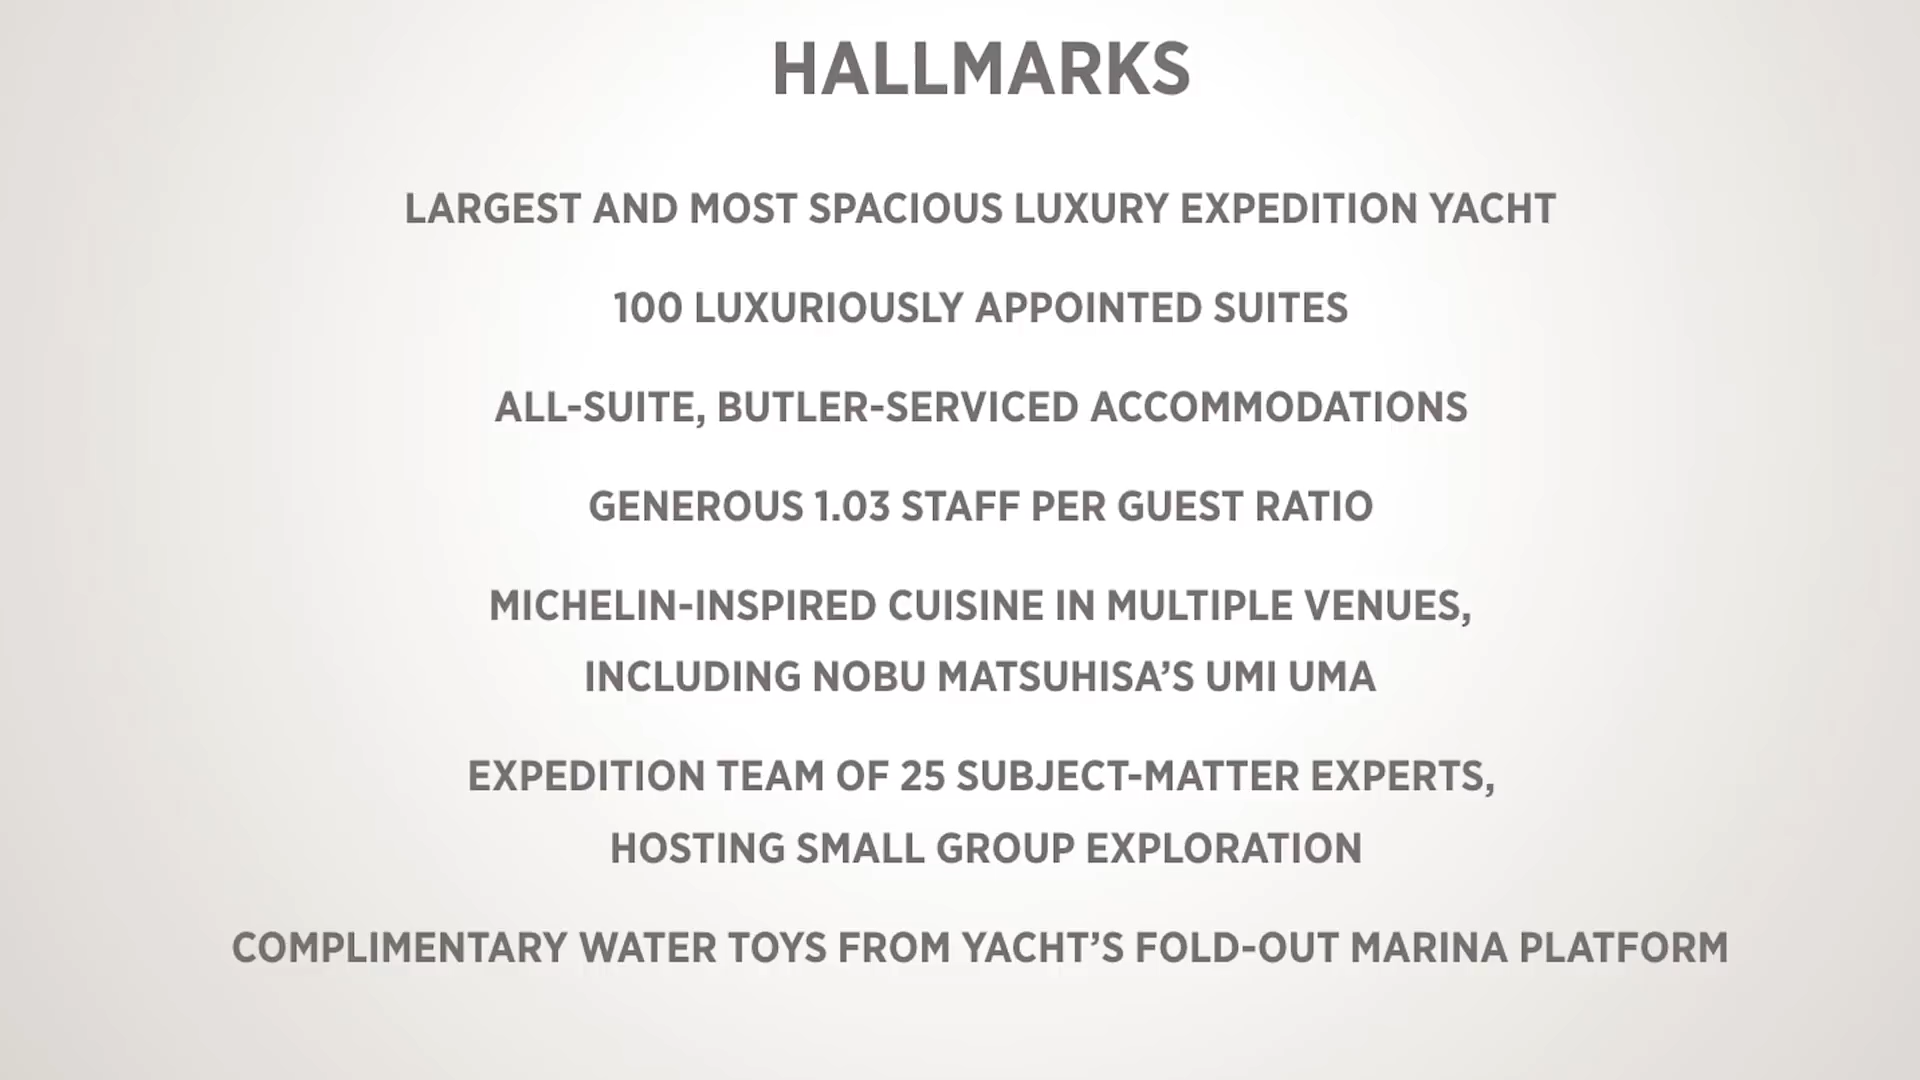 HALLMARKS
LARGEST AND MOST SPACIOUS LUXURY EXPEDITION YACHT
100 LUXURIOUSLY APPOINTED SUITES
ALL-SUITE, BUTLER-SERVICED ACCOMMODATIONS
GENEROUS 1.03 STAFF PER GUEST RATIO
MICHELIN-INSPIRED CUISINE IN MULTIPLE VENUES,
INCLUDING NOBU MATSUHISA’S UMI UMA
EXPEDITION TEAM OF 25 SUBJECT-MATTER EXPERTS,
HOSTING SMALL GROUP EXPLORATION
COMPLIMENTARY WATER TOYS FROM YACHT’S FOLD-OUT MARINA PLATFORM